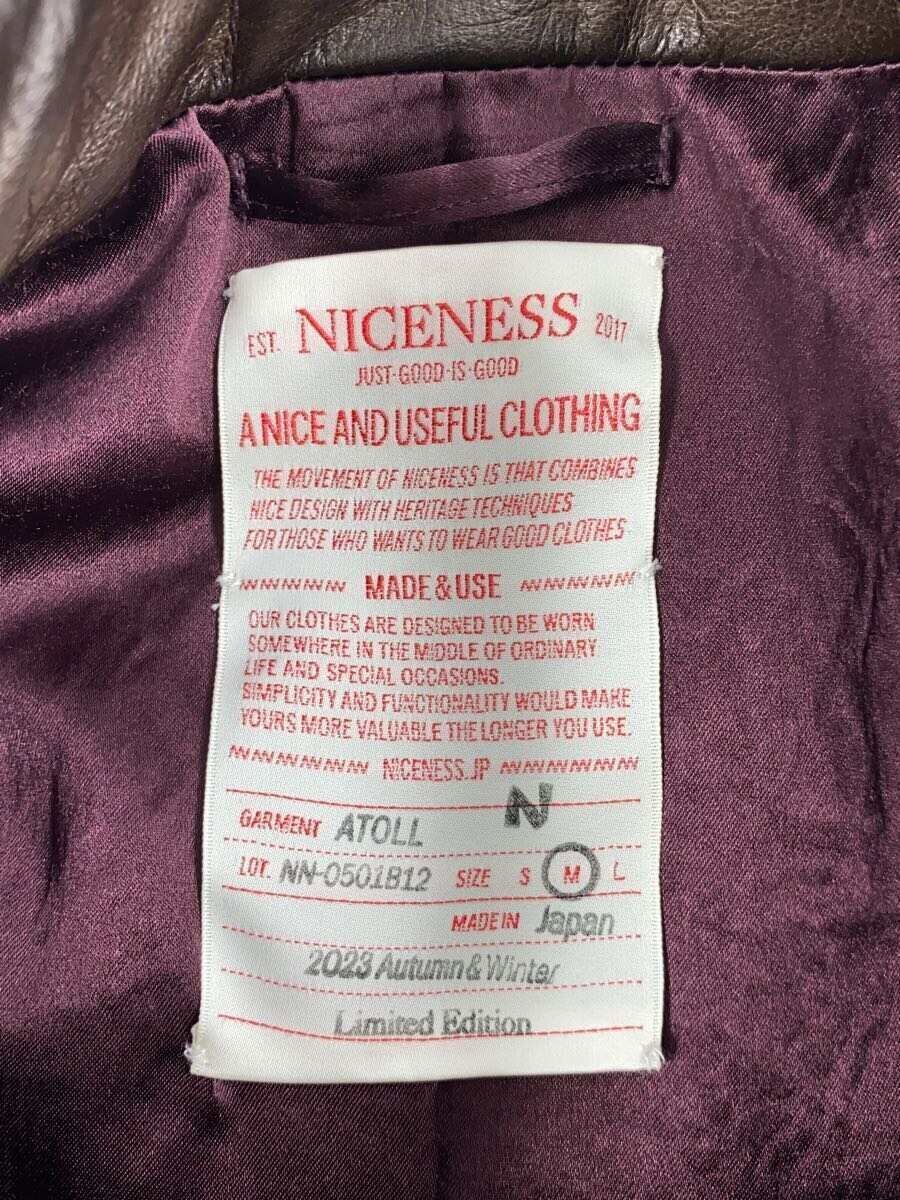 EST. NICENESS 2017
JUST·GOOD·IS·GOOD
A NICE AND USEFUL CLOTHING
THE MOVEMENT OF NICENESS IS THAT COMBINES
NICE DESIGN WITH HERITAGE TECHNIQUES
FOR THOSE WHO WANTS TO WEAR GOOD CLOTHES
MADE & USE
OUR CLOTHES ARE DESIGNED TO BE WORN
SOMEWHERE IN THE MIDDLE OF ORDINARY
LIFE AND SPECIAL OCCASIONS.
SIMPLICITY AND FUNCTIONALITY WOULD MAKE
YOURS MORE VALUABLE THE LONGER YOU USE.
NICENESS.JP
N
GARMENT ATOLL
LOT. NN-0501B12 SIZE S M L
MADE IN Japan
2023 Autumn & Winter
Limited Edition